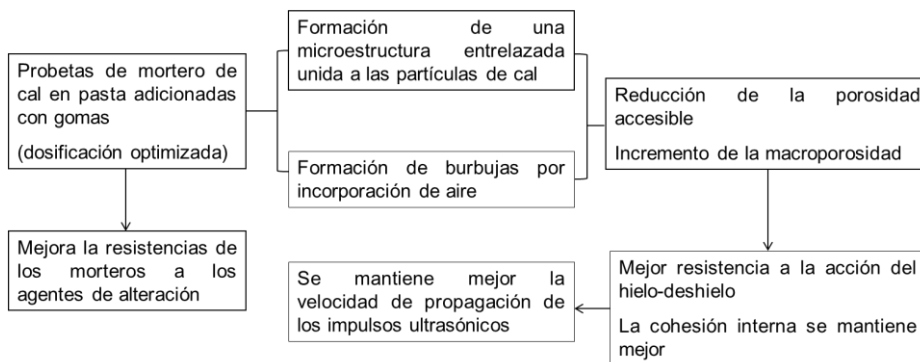 Probetas de mortero de
cal en pasta adicionadas
con gomas
(dosificación optimizada)
Formación de una
microestructura entrelazada
unida a las partículas de cal
Formación de burbujas por
incorporación de aire
Reducción de la porosidad
accesible
Incremento de la macroporosidad
Mejora la resistencias de
los morteros a los
agentes de alteración
Se mantiene mejor la
velocidad de propagación de
los impulsos ultrasónicos
Mejor resistencia a la acción del
hielo-deshielo
La cohesión interna se mantiene
mejor